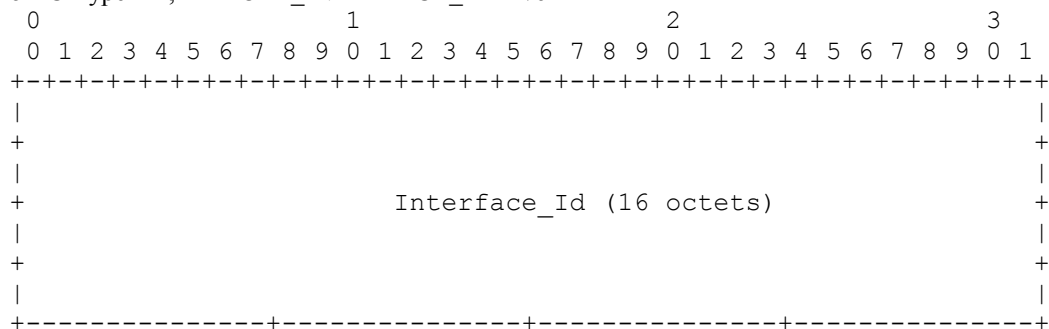 0                   1                   2                   3
0 1 2 3 4 5 6 7 8 9 0 1 2 3 4 5 6 7 8 9 0 1 2 3 4 5 6 7 8 9 0 1
+-+-+-+-+-+-+-+-+-+-+-+-+-+-+-+-+-+-+-+-+-+-+-+-+-+-+-+-+-+-+-+-+
|                                                               |
+                                                               +
|                                                               |
+                       Interface_Id (16 octets)                +
|                                                               |
+                                                               +
|                                                               |
+---------------+---------------+---------------+---------------+